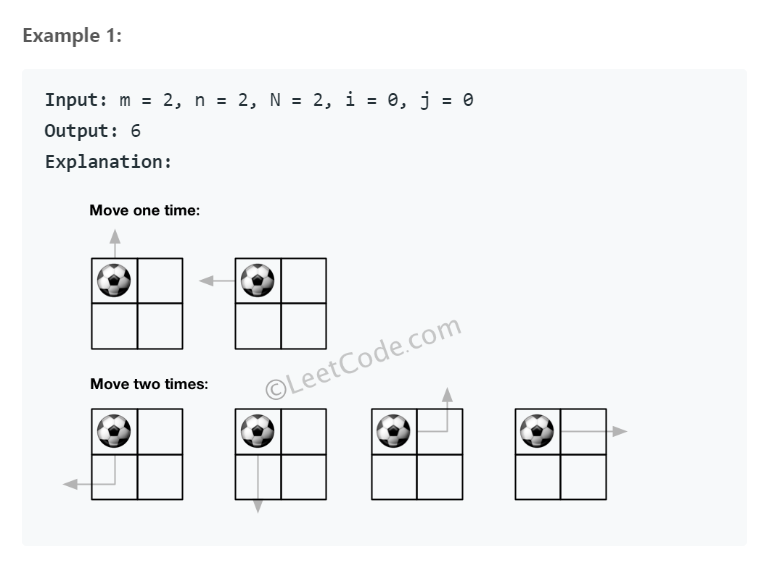 Example 1:
Input: m = 2, n = 2, N = 2, i = 0, j = 0
Output: 6
Explanation:
Move one time:
©LeetCode.com
Move two times: